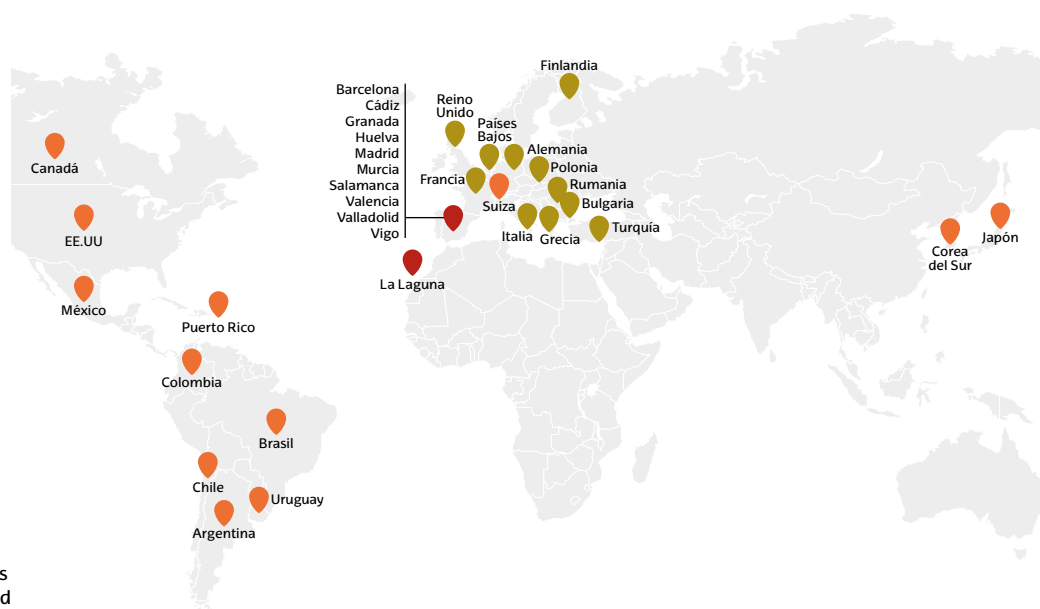 Finlandia
Barcelona
Cádiz
Granada
Huelva
Madrid
Murcia
Salamanca
Valencia
Valladolid
Vigo
Reino
Unido
Países
Bajos
Alemania
Polonia
Francia
Rumania
Suiza
Bulgaria
Italia
Grecia
Turquía
La Laguna
Canadá
EE.UU
México
Puerto Rico
Colombia
Brasil
Chile
Uruguay
Argentina
Corea
del Sur
Japón
s
d